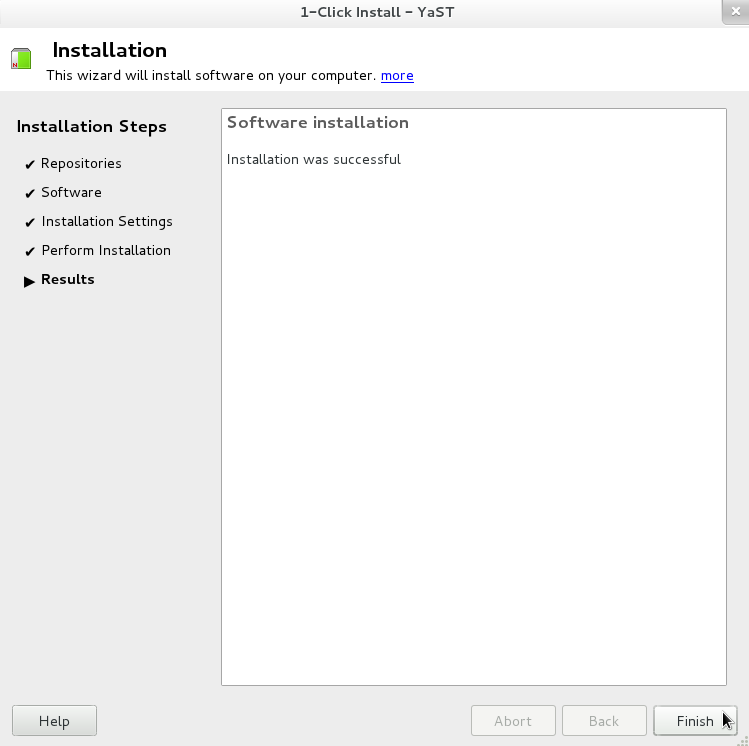 1-Click Install - YaST
Installation
This wizard will install software on your computer. more
Installation Steps
✔ Repositories
✔ Software
✔ Installation Settings
✔ Perform Installation
▶ Results
Software installation
Installation was successful
Help
Abort
Back
Finish